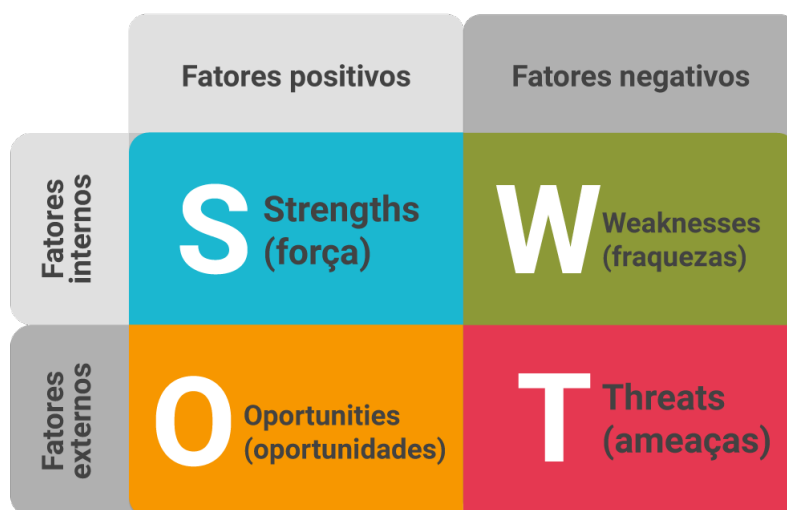 Fatores positivos
Fatores negativos
Fatores
internos
S
Strengths
(força)
W
Weaknesses
(fraquezas)
Fatores
externos
O
Oportunities
(oportunidades)
T
Threats
(ameaças)